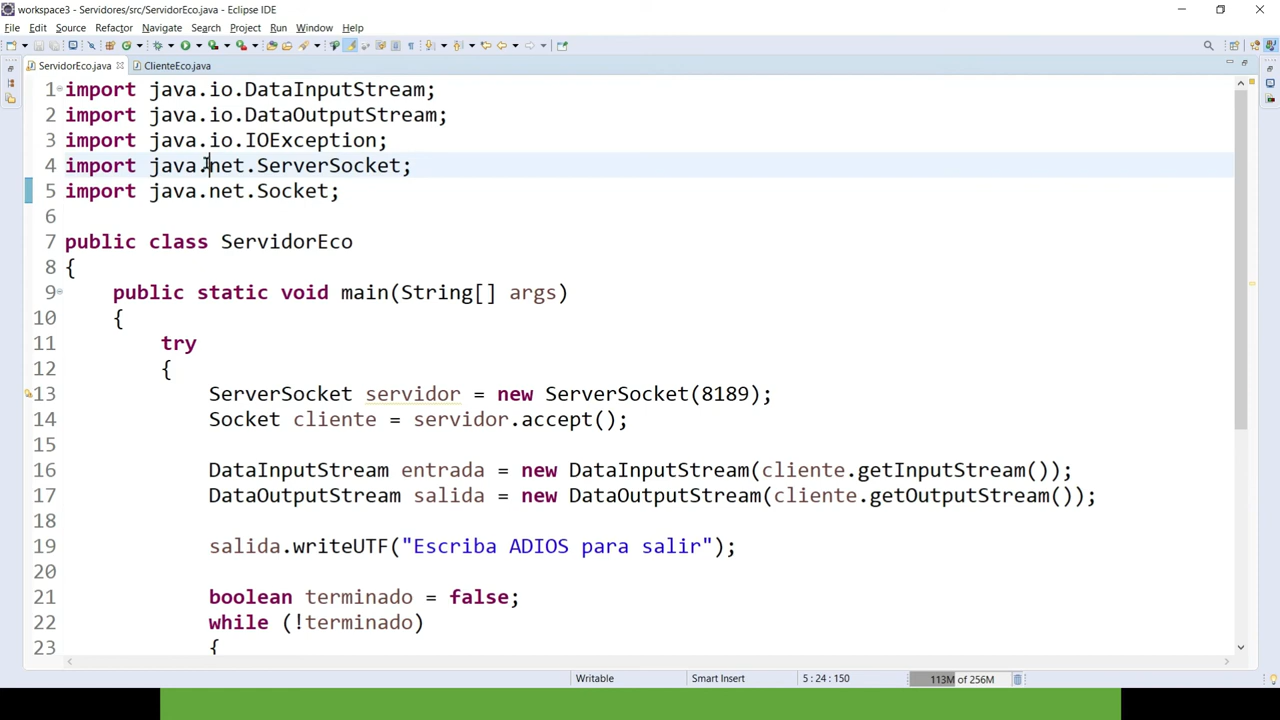 workspace3 - Servidores/src/ServidorEco.java - Eclipse IDE
File Edit Source Refactor Navigate Search Project Run Window Help
ServidorEco.java ClienteEco.java
1 import java.io.DataInputStream;
2 import java.io.DataOutputStream;
3 import java.io.IOException;
4 import java.net.ServerSocket;
5 import java.net.Socket;
6
7 public class ServidorEco
8 {
9 public static void main(String[] args)
10 {
11 try
12 {
13 ServerSocket servidor = new ServerSocket(8189);
14 Socket cliente = servidor.accept();
15
16 DataInputStream entrada = new DataInputStream(cliente.getInputStream());
17 DataOutputStream salida = new DataOutputStream(cliente.getOutputStream());
18
19 salida.writeUTF("Escriba ADIOS para salir");
20
21 boolean terminado = false;
22 while (!terminado)
23 {
Writable Smart Insert 5 : 24 : 150 113M of 256M